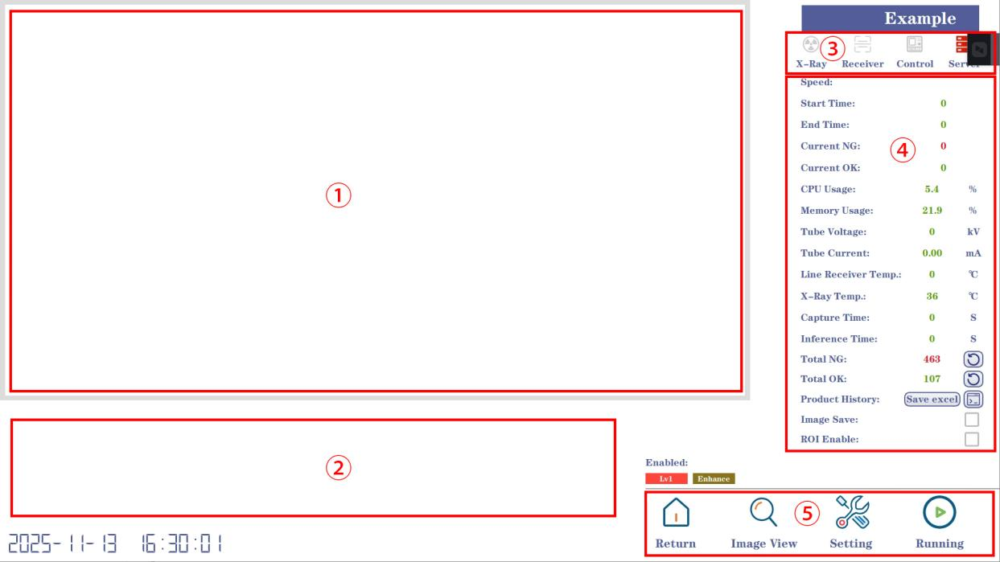 Example
③
X-Ray Receiver Control Server
①
Speed:
Start Time: 0
End Time: 0
Current NG: ④ 0
Current OK: 0
CPU Usage: 5.4 %
Memory Usage: 21.9 %
Tube Voltage: 0 kV
Tube Current: 0.00 mA
Line Receiver Temp.: 0 ℃
X-Ray Temp.: 36 ℃
Capture Time: 0 S
Inference Time: 0 S
Total NG: 463
Total OK: 107
Product History: Save excel
Image Save:
ROI Enable:
②
Enabled:
Lv1 Enhance
⑤
Return Image View Setting Running
2025-11-13 16:30:01